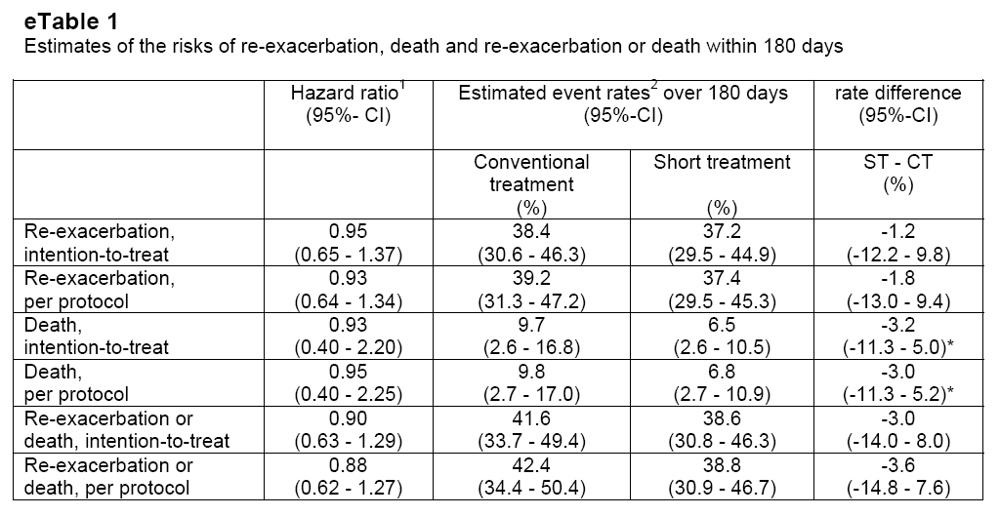 eTable 1
Estimates of the risks of re-exacerbation, death and re-exacerbation or death within 180 days
Hazard ratio1 Estimated event rates2 over 180 days rate difference
(95%- CI) (95%-CI) (95%-CI)
Conventional Short treatment ST - CT
treatment (%)
(%) (%)
Re-exacerbation, 0.95 38.4 37.2 -1.2
intention-to-treat (0.65 - 1.37) (30.6 - 46.3) (29.5 - 44.9) (-12.2 - 9.8)
Re-exacerbation, 0.93 39.2 37.4 -1.8
per protocol (0.64 - 1.34) (31.3 - 47.2) (29.5 - 45.3) (-13.0 - 9.4)
Death, 0.93 9.7 6.5 -3.2
intention-to-treat (0.40 - 2.20) (2.6 - 16.8) (2.6 - 10.5) (-11.3 - 5.0)*
Death, 0.95 9.8 6.8 -3.0
per protocol (0.40 - 2.25) (2.7 - 17.0) (2.7 - 10.9) (-11.3 - 5.2)*
Re-exacerbation or 0.90 41.6 38.6 -3.0
death, intention-to-treat (0.63 - 1.29) (33.7 - 49.4) (30.8 - 46.3) (-14.0 - 8.0)
Re-exacerbation or 0.88 42.4 38.8 -3.6
death, per protocol (0.62 - 1.27) (34.4 - 50.4) (30.9 - 46.7) (-14.8 - 7.6)